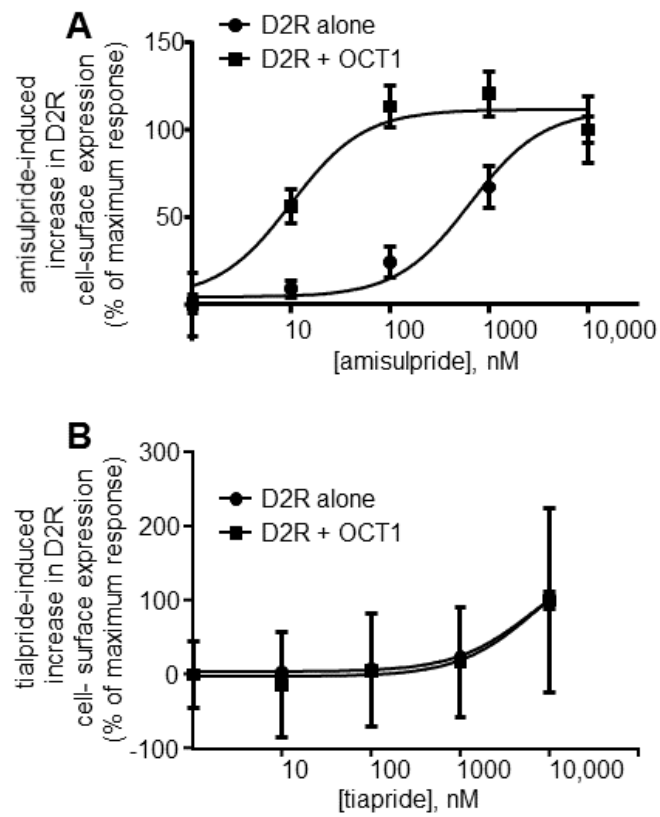 A
D2R alone
D2R + OCT1
amisulpride-induced
increase in D2R
cell-surface expression
(% of maximum response)
150
100
50
10
100
1000
10,000
[amisulpride], nM
B
D2R alone
D2R + OCT1
tialpride-induced
increase in D2R
cell- surface expression
(% of maximum response)
300
200
100
0
-100
10
100
1000
10,000
[tiapride], nM